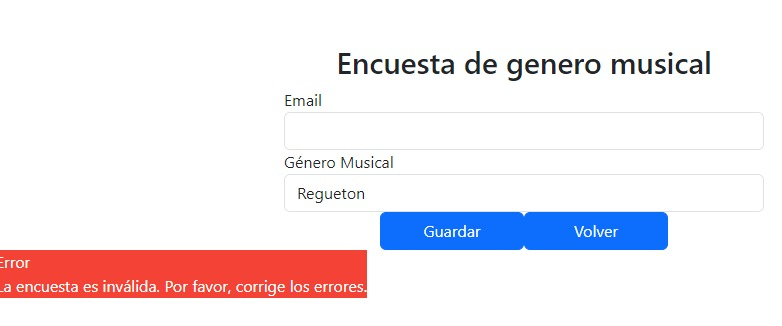 Encuesta de genero musical
Email
Género Musical
Regueton
Guardar
Volver
Error
La encuesta es inválida. Por favor, corrige los errores.